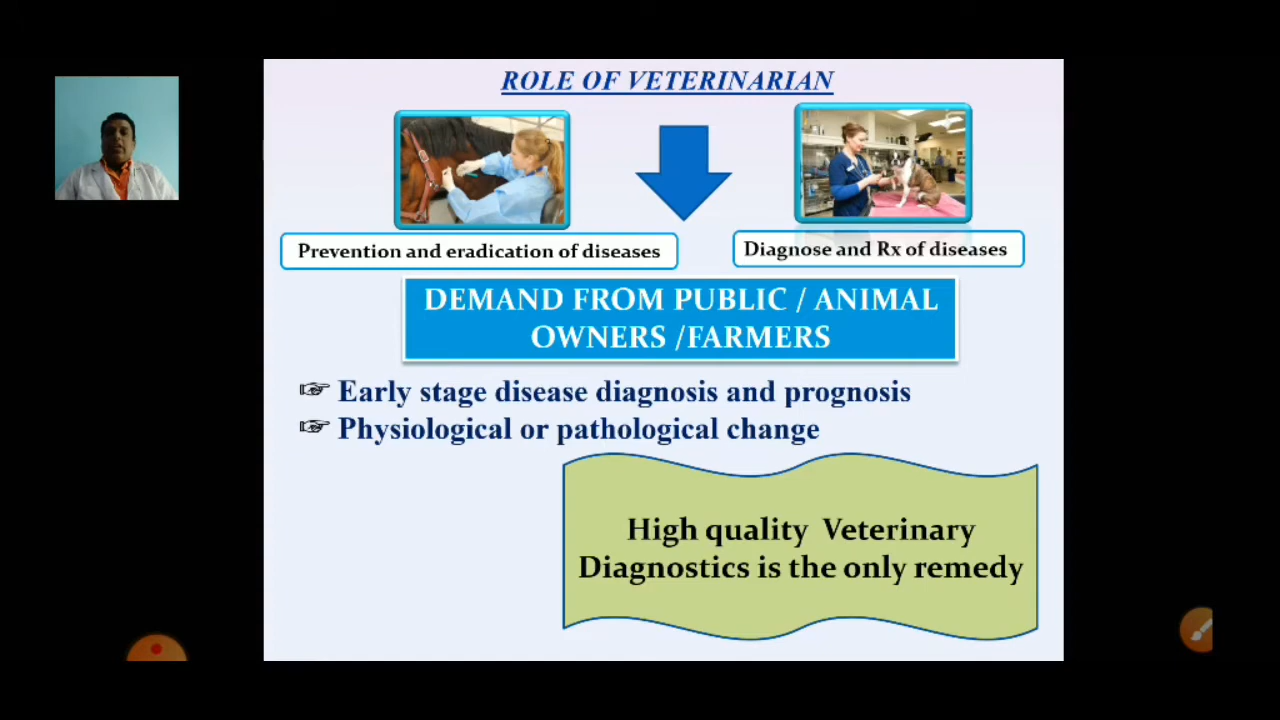 ROLE OF VETERINARIAN
Prevention and eradication of diseases
Diagnose and Rx of diseases
DEMAND FROM PUBLIC / ANIMAL
OWNERS /FARMERS
☞ Early stage disease diagnosis and prognosis
☞ Physiological or pathological change
High quality Veterinary
Diagnostics is the only remedy